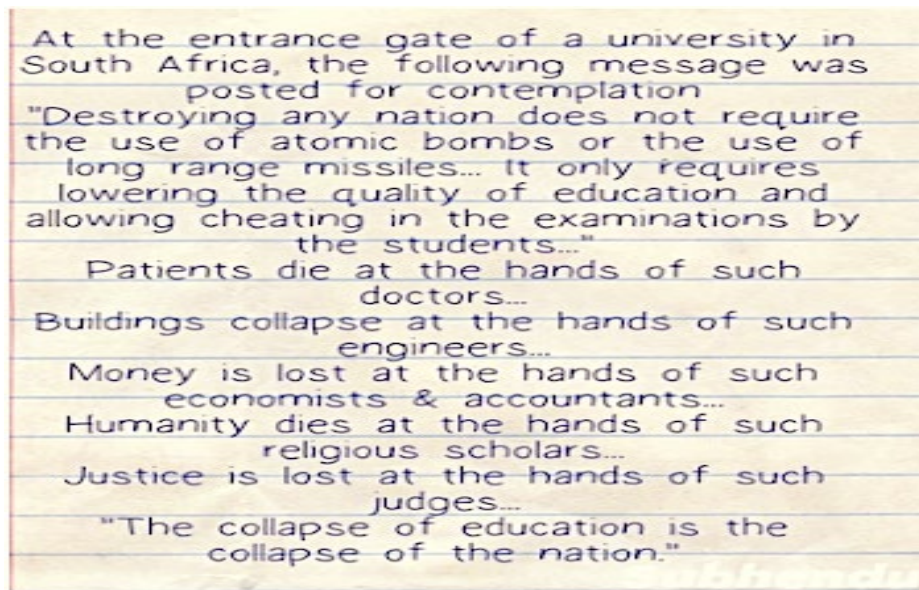 At the entrance gate of a university in
South Africa, the following message was
posted for contemplation
"Destroying any nation does not require
the use of atomic bombs or the use of
long range missiles... It only requires
lowering the quality of education and
allowing cheating in the examinations by
the students..."
Patients die at the hands of such
doctors...
Buildings collapse at the hands of such
engineers...
Money is lost at the hands of such
economists & accountants...
Humanity dies at the hands of such
religious scholars...
Justice is lost at the hands of such
judges...
"The collapse of education is the
collapse of the nation."